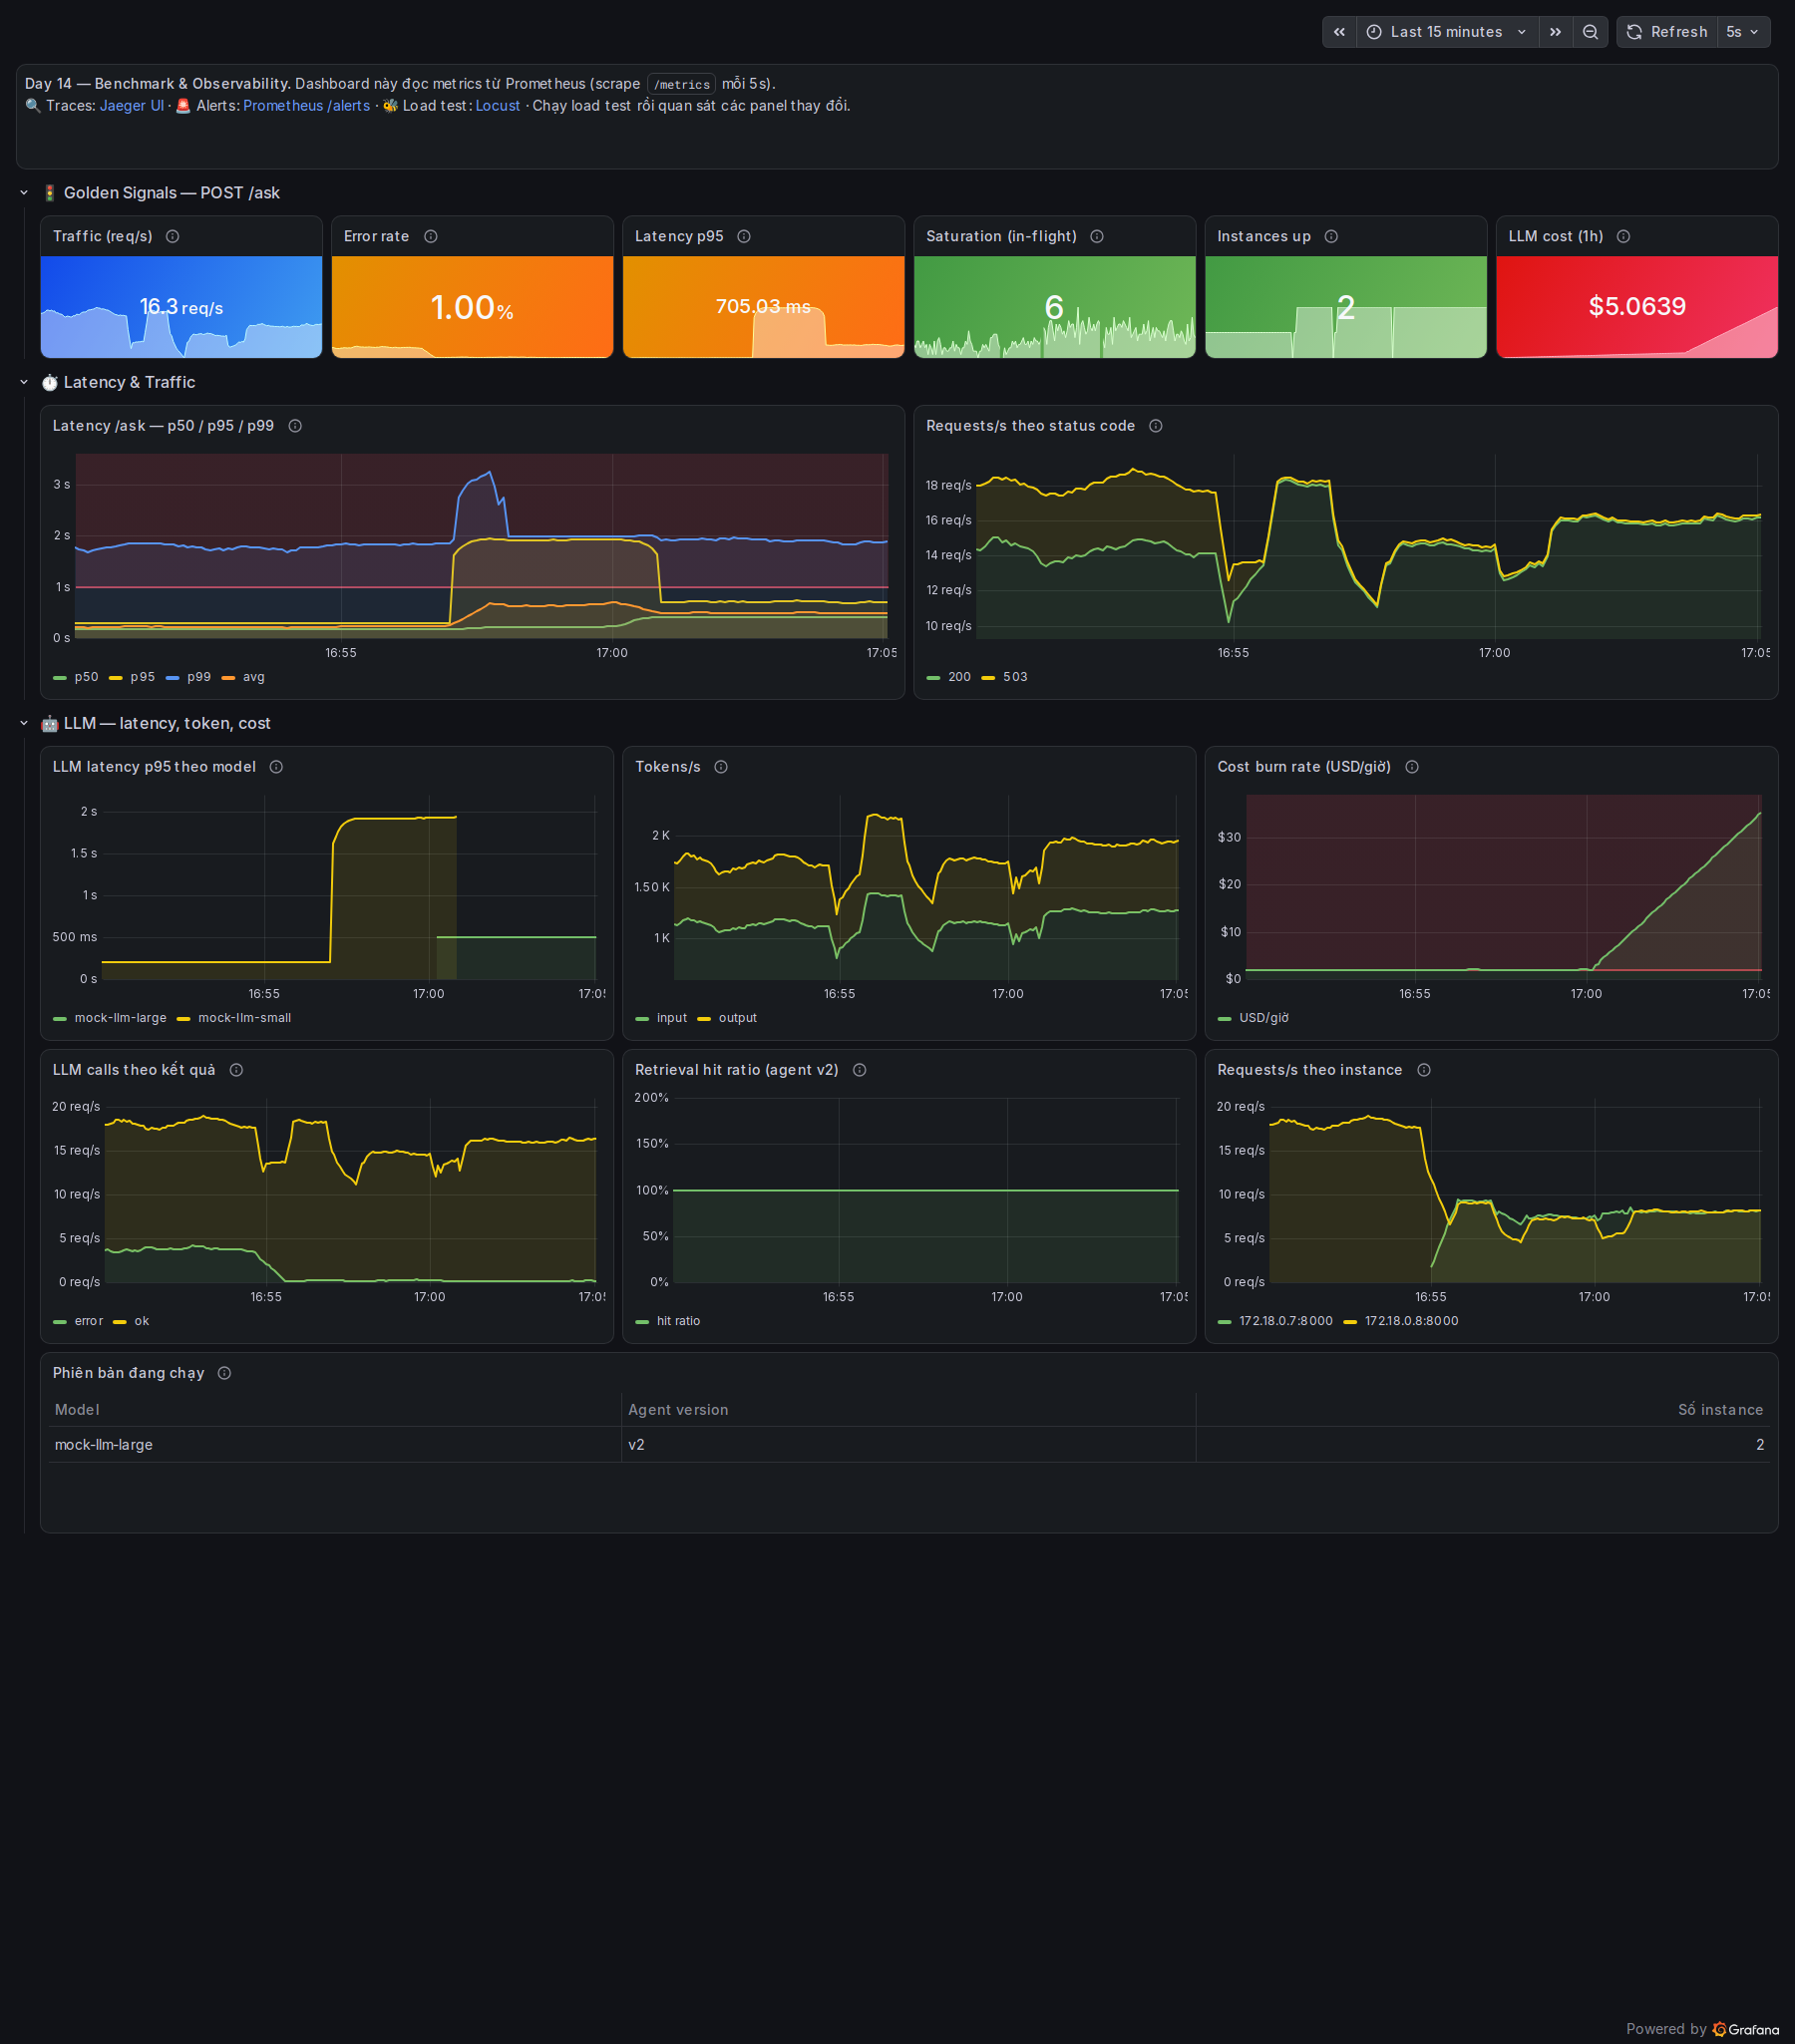 Last 15 minutes Refresh 5s
Day 14 — Benchmark & Observability. Dashboard này đọc metrics từ Prometheus (scrape /metrics mỗi 5s).
🔍 Traces: Jaeger UI · 🚨 Alerts: Prometheus /alerts · 🐝 Load test: Locust · Chạy load test rồi quan sát các panel thay đổi.
🚦 Golden Signals — POST /ask
Traffic (req/s)
16.3 req/s
Error rate
1.00%
Latency p95
705.03 ms
Saturation (in-flight)
6
Instances up
2
LLM cost (1h)
$5.0639
⏱️ Latency & Traffic
Latency /ask — p50 / p95 / p99
3 s
2 s
1 s
0 s
16:55 17:00 17:05
p50 p95 p99 avg
Requests/s theo status code
18 req/s
16 req/s
14 req/s
12 req/s
10 req/s
16:55 17:00 17:05
200 503
🤖 LLM — latency, token, cost
LLM latency p95 theo model
2 s
1.5 s
1 s
500 ms
0 s
16:55 17:00 17:05
mock-llm-large mock-llm-small
Tokens/s
2 K
1.50 K
1 K
16:55 17:00 17:05
input output
Cost burn rate (USD/giờ)
$30
$20
$10
$0
16:55 17:00 17:05
USD/giờ
LLM calls theo kết quả
20 req/s
15 req/s
10 req/s
5 req/s
0 req/s
16:55 17:00 17:05
error ok
Retrieval hit ratio (agent v2)
200%
150%
100%
50%
0%
16:55 17:00 17:05
hit ratio
Requests/s theo instance
20 req/s
15 req/s
10 req/s
5 req/s
0 req/s
16:55 17:00 17:05
172.18.0.7:8000 172.18.0.8:8000
Phiên bản đang chạy
Model Agent version Số instance
mock-llm-large v2 2
Powered by Grafana